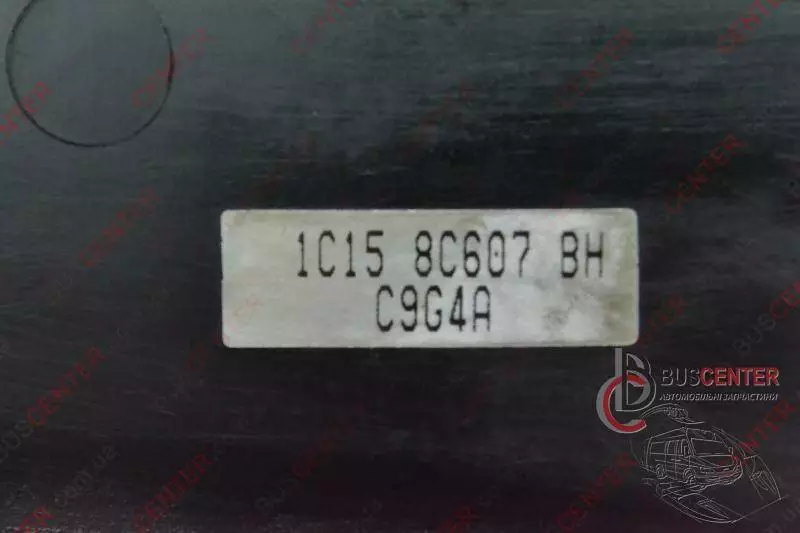 1C15 8C607 BH
C9G4A
BUSCENTER
АВТОМОБІЛЬНІ ЗАПЧАСТИНИ